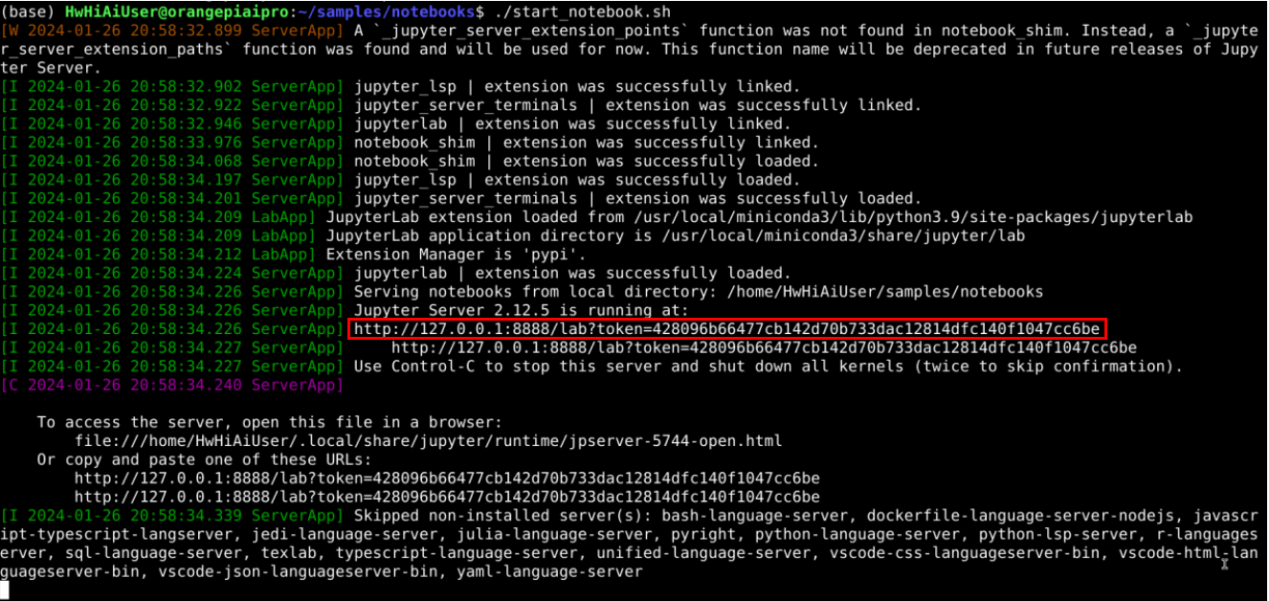 (base) HwHiAiUser@orangepiaipro:~/samples/notebooks$ ./start_notebook.sh
[W 2024-01-26 20:58:32.899 ServerApp] A `_jupyter_server_extension_points` function was not found in notebook_shim. Instead, a `_jupyte
r_server_extension_paths` function was found and will be used for now. This function name will be deprecated in future releases of Jupy
ter Server.
[I 2024-01-26 20:58:32.902 ServerApp] jupyter_lsp | extension was successfully linked.
[I 2024-01-26 20:58:32.922 ServerApp] jupyter_server_terminals | extension was successfully linked.
[I 2024-01-26 20:58:32.946 ServerApp] jupyterlab | extension was successfully linked.
[I 2024-01-26 20:58:33.976 ServerApp] notebook_shim | extension was successfully linked.
[I 2024-01-26 20:58:34.068 ServerApp] notebook_shim | extension was successfully loaded.
[I 2024-01-26 20:58:34.197 ServerApp] jupyter_lsp | extension was successfully loaded.
[I 2024-01-26 20:58:34.201 ServerApp] jupyter_server_terminals | extension was successfully loaded.
[I 2024-01-26 20:58:34.209 LabApp] JupyterLab extension loaded from /usr/local/miniconda3/lib/python3.9/site-packages/jupyterlab
[I 2024-01-26 20:58:34.209 LabApp] JupyterLab application directory is /usr/local/miniconda3/share/jupyter/lab
[I 2024-01-26 20:58:34.212 LabApp] Extension Manager is 'pypi'.
[I 2024-01-26 20:58:34.224 ServerApp] jupyterlab | extension was successfully loaded.
[I 2024-01-26 20:58:34.226 ServerApp] Serving notebooks from local directory: /home/HwHiAiUser/samples/notebooks
[I 2024-01-26 20:58:34.226 ServerApp] Jupyter Server 2.12.5 is running at:
[I 2024-01-26 20:58:34.226 ServerApp] http://127.0.0.1:8888/lab?token=428096b66477cb142d70b733dac12814dfc140f1047cc6be
[I 2024-01-26 20:58:34.227 ServerApp]     http://127.0.0.1:8888/lab?token=428096b66477cb142d70b733dac12814dfc140f1047cc6be
[I 2024-01-26 20:58:34.227 ServerApp] Use Control-C to stop this server and shut down all kernels (twice to skip confirmation).
[C 2024-01-26 20:58:34.240 ServerApp]
To access the server, open this file in a browser:
file:///home/HwHiAiUser/.local/share/jupyter/runtime/jpserver-5744-open.html
Or copy and paste one of these URLs:
http://127.0.0.1:8888/lab?token=428096b66477cb142d70b733dac12814dfc140f1047cc6be
http://127.0.0.1:8888/lab?token=428096b66477cb142d70b733dac12814dfc140f1047cc6be
[I 2024-01-26 20:58:34.339 ServerApp] Skipped non-installed server(s): bash-language-server, dockerfile-language-server-nodejs, javascr
ipt-typescript-langserver, jedi-language-server, julia-language-server, pyright, python-language-server, python-lsp-server, r-languages
erver, sql-language-server, texlab, typescript-language-server, unified-language-server, vscode-css-languageserver-bin, vscode-html-lan
guageserver-bin, vscode-json-languageserver-bin, yaml-language-server